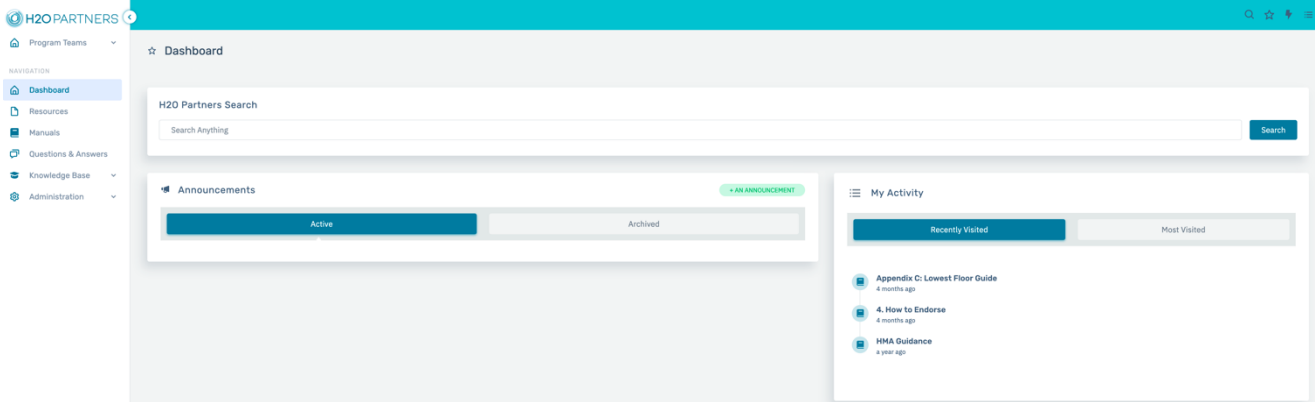 H2OPARTNERS
Program Teams
NAVIGATION
Dashboard
Resources
Manuals
Questions & Answers
Knowledge Base
Administration
Dashboard
H2O Partners Search
Search Anything
Search
Announcements
+ AN ANNOUNCEMENT
Active
Archived
My Activity
Recently Visited
Most Visited
Appendix C: Lowest Floor Guide
4 months ago
4. How to Endorse
4 months ago
HMA Guidance
a year ago